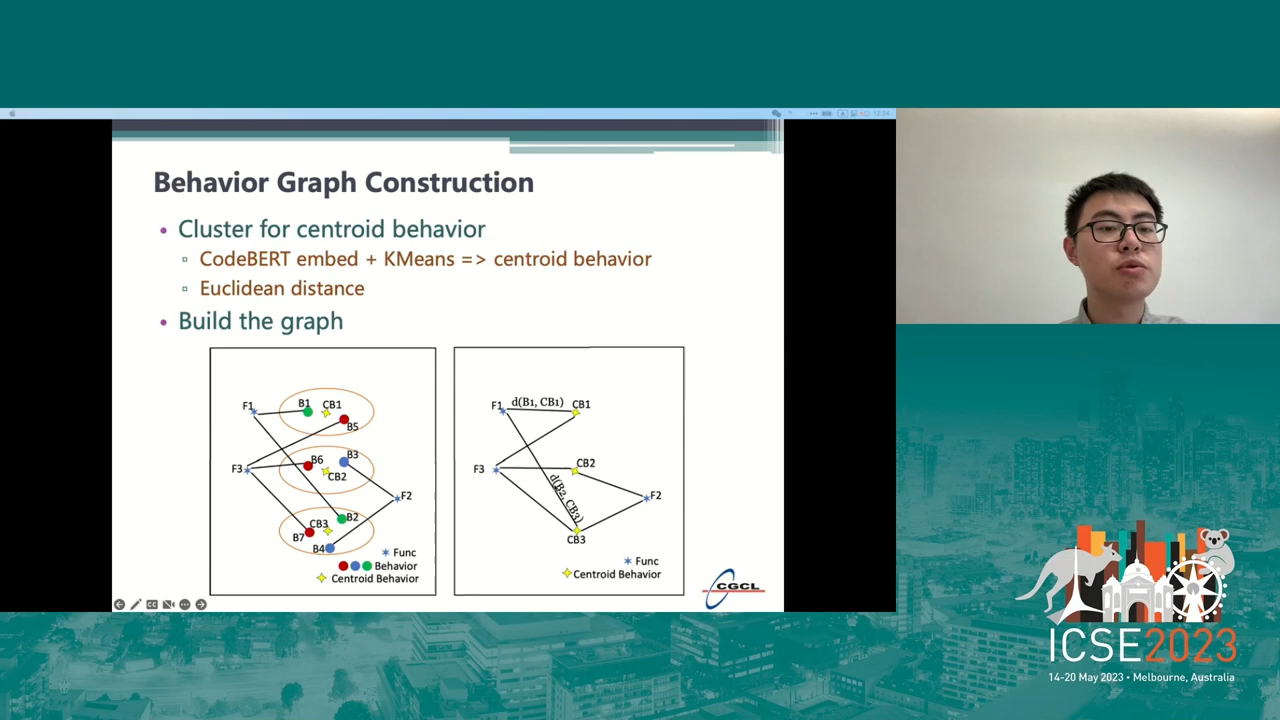 Behavior Graph Construction
• Cluster for centroid behavior
CodeBERT embed + KMeans => centroid behavior
Euclidean distance
• Build the graph
F1
B1
CB1
B5
F3
B6
B3
CB2
F2
CB3
B2
B7
B4
Func
Behavior
Centroid Behavior
F1
d(B1, CB1)
CB1
F3
CB2
d(B2, CB3)
F2
CB3
Func
Centroid Behavior
CGCL
ICSE2023
14-20 May 2023 • Melbourne, Australia